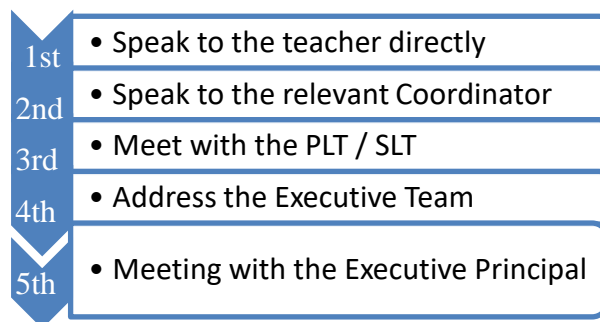 1st • Speak to the teacher directly
2nd • Speak to the relevant Coordinator
3rd • Meet with the PLT / SLT
4th • Address the Executive Team
5th • Meeting with the Executive Principal